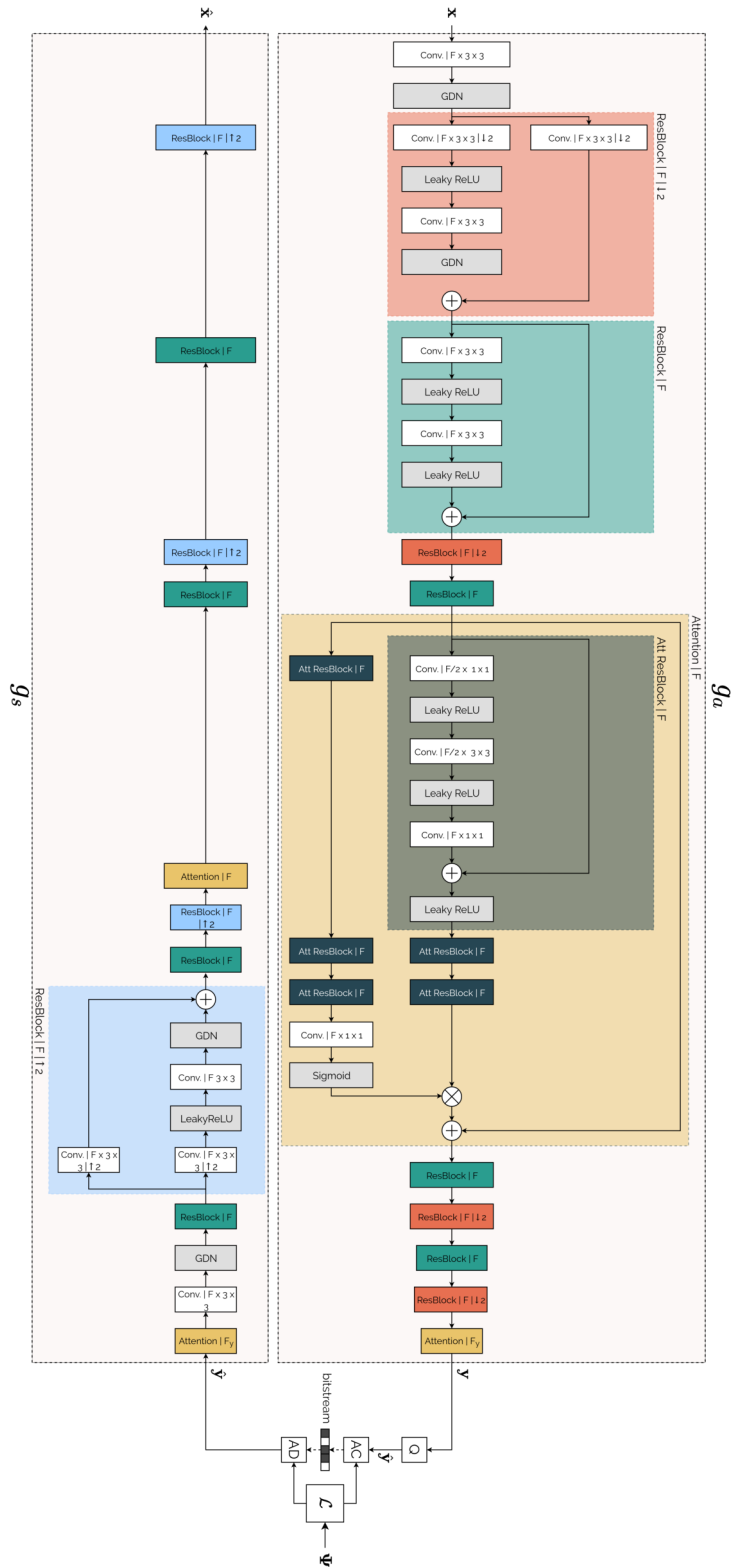 x
Conv. | F x 3 x 3
GDN
ResBlock | F |↓2
Conv. | F x 3 x 3|↓2
Conv. | F x 3 x 3|↓2
Leaky ReLU
Conv. | F x 3 x 3
GDN
+
ResBlock | F
Conv. | F x 3 x 3
Leaky ReLU
Conv. | F x 3 x 3
Leaky ReLU
+
ResBlock | F |↓2
ResBlock | F
Attention | F
Att ResBlock | F
Conv. | F/2 x 1 x 1
Leaky ReLU
Conv. | F/2 x 3 x 3
Leaky ReLU
Conv. | F x 1 x 1
+
Leaky ReLU
Att ResBlock | F
Att ResBlock | F
Att ResBlock | F
Att ResBlock | F
Att ResBlock | F
Conv. | F x 1 x 1
Sigmoid
×
+
ResBlock | F
ResBlock | F |↓2
ResBlock | F
ResBlock | F |↓2
Attention | Fy
gₐ
y
Q
ŷ
AC
bitstream
AD
ℒ
Ψ
ŷ
Attention | Fy
Conv. | F x 3 x
3
GDN
ResBlock | F
ResBlock | F |↑2
Conv. | F x 3 x
3|↑2
Conv. | F x 3 x
3|↑2
LeakyReLU
Conv. | F 3 x 3
GDN
+
ResBlock | F
ResBlock | F
|↑2
Attention | F
ResBlock | F
ResBlock | F |↑2
ResBlock | F
ResBlock | F |↑2
x̂
gₛ